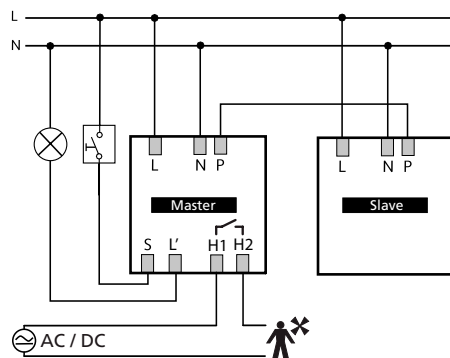 L
N
L N P L N P
Master Slave
S L' H1 H2
AC / DC